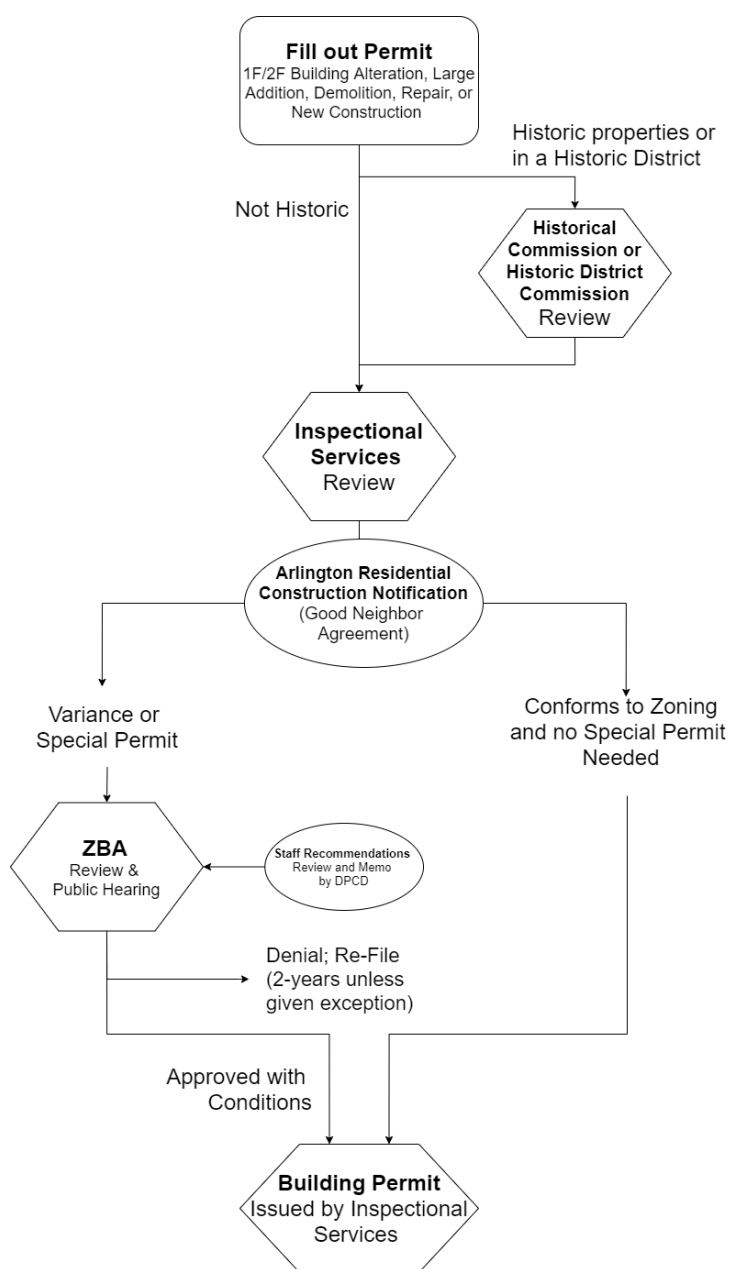 Fill out Permit
1F/2F Building Alteration, Large
Addition, Demolition, Repair, or
New Construction
Historic properties or
in a Historic District
Not Historic
Historical
Commission or
Historic District
Commission
Review
Inspectional
Services
Review
Arlington Residential
Construction Notification
(Good Neighbor
Agreement)
Variance or
Special Permit
Conforms to Zoning
and no Special Permit
Needed
ZBA
Review &
Public Hearing
Staff Recommendations
Review and Memo
by DPCD
Denial; Re-File
(2-years unless
given exception)
Approved with
Conditions
Building Permit
Issued by Inspectional
Services